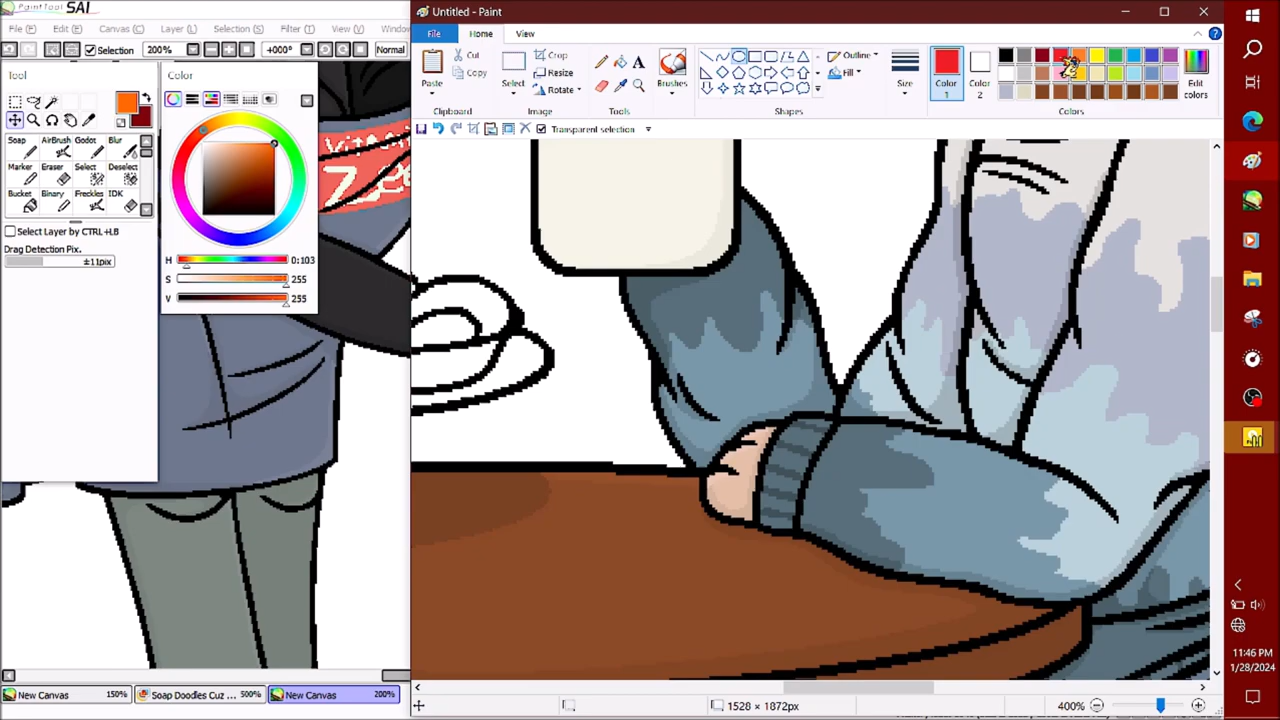 PaintTool SAI
File (F) Edit (E) Canvas (C) Layer (L) Selection (S) Filter (T) View (V) Window
Selection 200% +000° Normal
Tool
Color
Soap AirBrush Godot Blur
Marker Eraser Select Deselect
Bucket Binary Freckles IDK
Select Layer by CTRL+LB
Drag Detection Pix.
±11pix
H 0:103
S 255
V 255
New Canvas 150% Soap Doodles Cuz ... 500% New Canvas 200%
Untitled - Paint
File Home View
Paste
Cut
Copy
Clipboard
Select
Crop
Resize
Rotate
Image
A
Tools
Brushes
Outline
Fill
Shapes
Size
Color 1
Color 2
Edit colors
Colors
Transparent selection
1528 × 1872px
400%
11:46 PM
1/28/2024